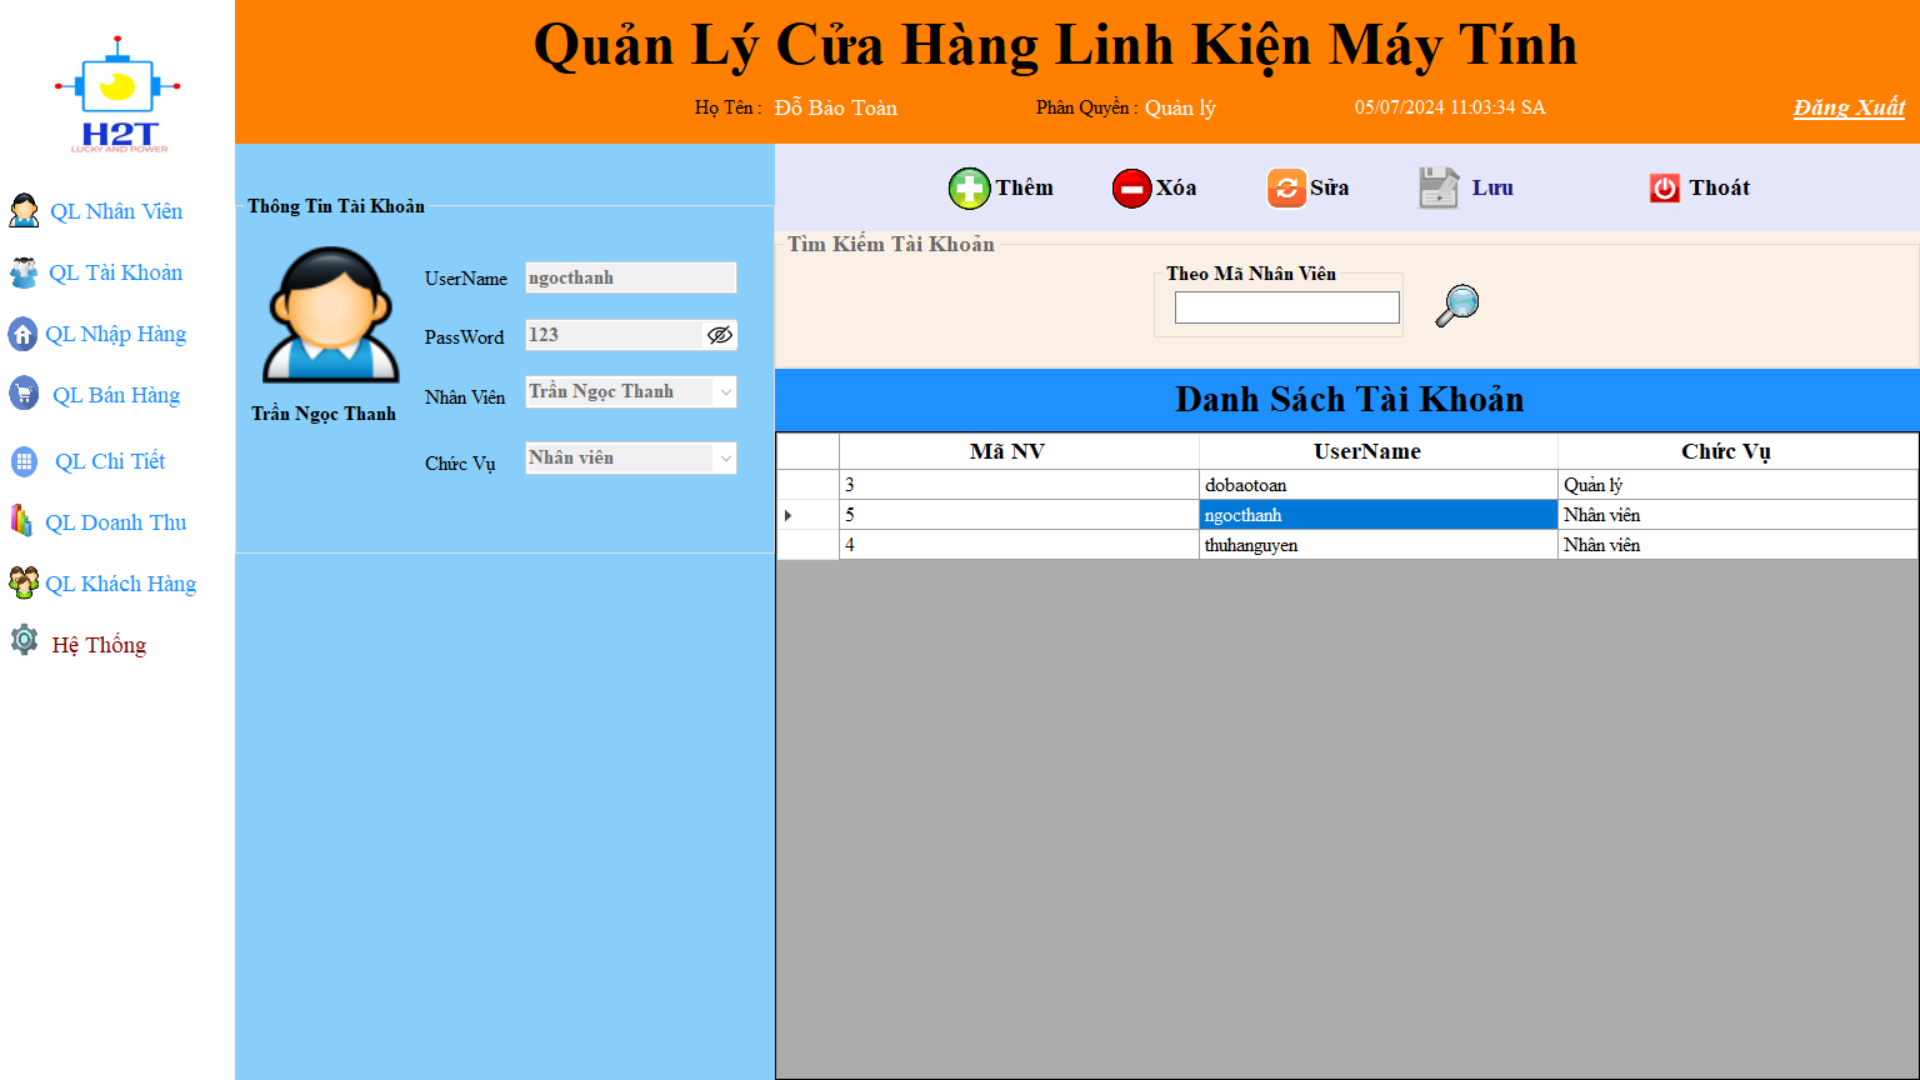 Quản Lý Cửa Hàng Linh Kiện Máy Tính
Họ Tên : Đỗ Bảo Toàn Phân Quyền : Quản lý 05/07/2024 11:03:34 SA Đăng Xuất
H2T
LUCKY AND POWER
QL Nhân Viên
QL Tài Khoản
QL Nhập Hàng
QL Bán Hàng
QL Chi Tiết
QL Doanh Thu
QL Khách Hàng
Hệ Thống
Thông Tin Tài Khoản
Trần Ngọc Thanh
UserName ngocthanh
PassWord 123
Nhân Viên Trần Ngọc Thanh
Chức Vụ Nhân viên
Thêm Xóa Sửa Lưu Thoát
Tìm Kiếm Tài Khoản
Theo Mã Nhân Viên
Danh Sách Tài Khoản
Mã NV UserName Chức Vụ
3 dobaotoan Quản lý
5 ngocthanh Nhân viên
4 thuhanguyen Nhân viên